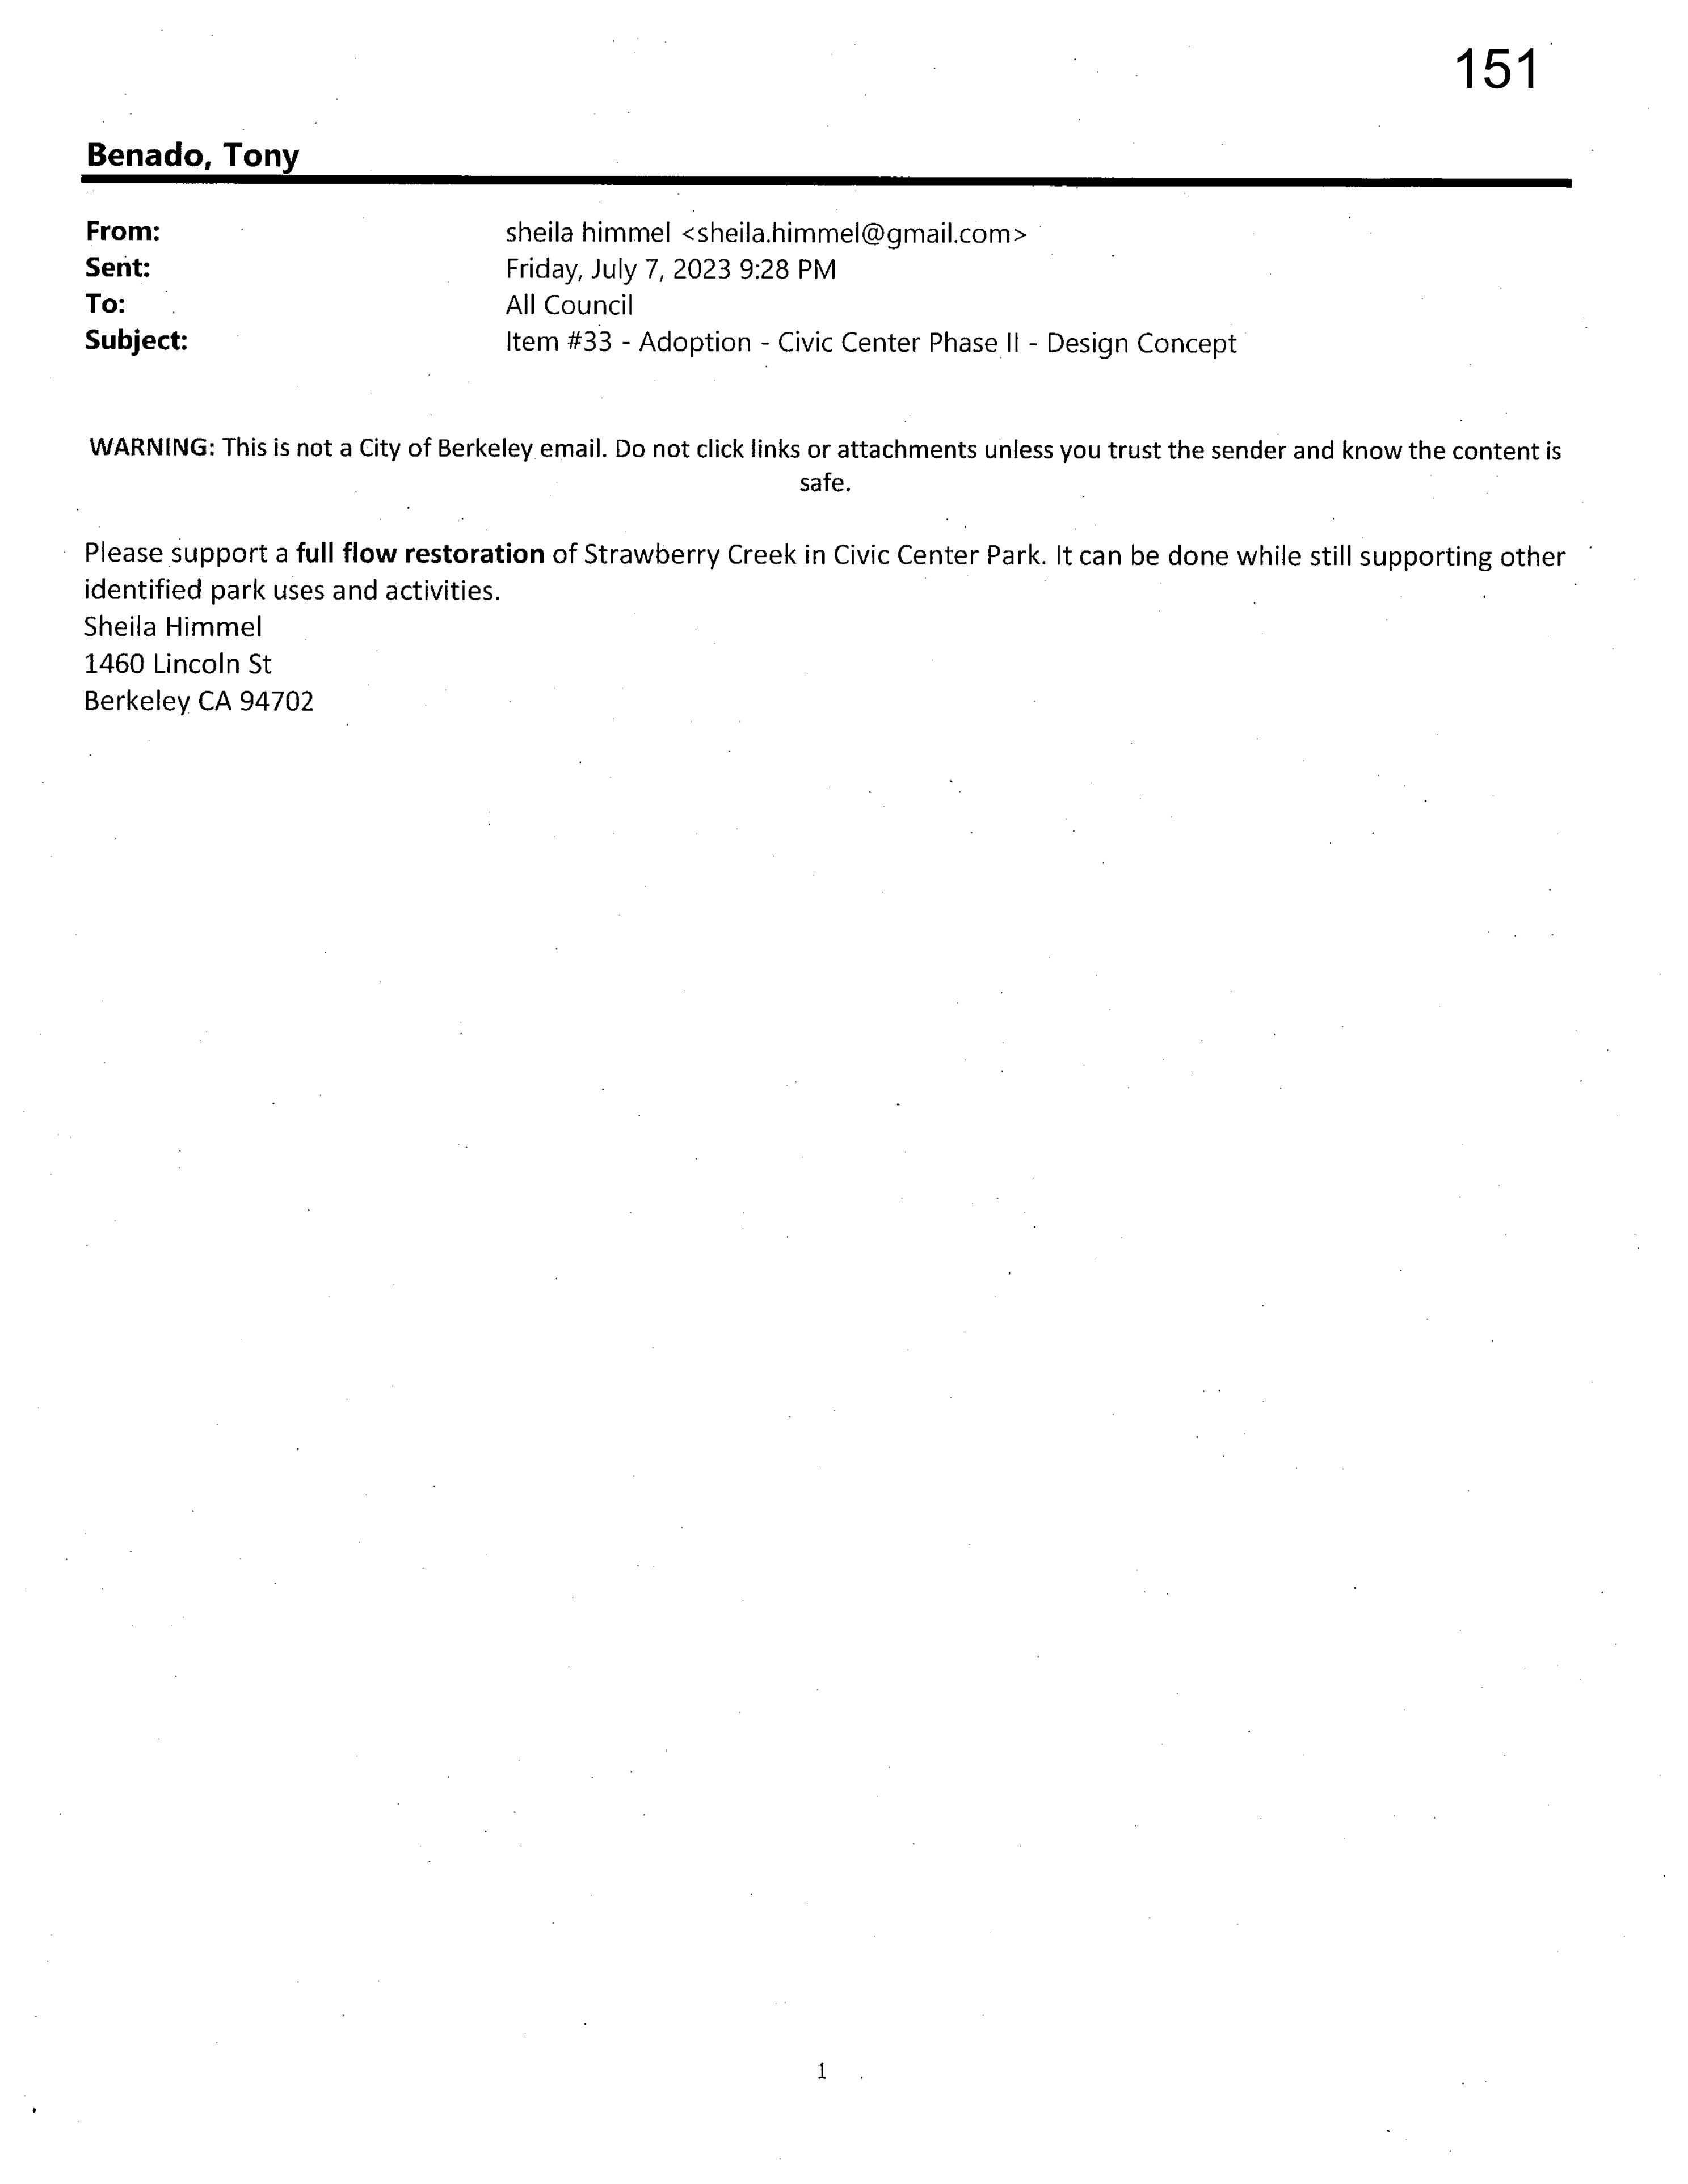 151
Benado, Tony
From: sheila himmel <sheila.himmel@gmail.com>
Sent: Friday, July 7, 2023 9:28 PM
To: All Council
Subject: Item #33 - Adoption - Civic Center Phase II - Design Concept
WARNING: This is not a City of Berkeley email. Do not click links or attachments unless you trust the sender and know the content is
safe.
Please support a full flow restoration of Strawberry Creek in Civic Center Park. It can be done while still supporting other
identified park uses and activities.
Sheila Himmel
1460 Lincoln St
Berkeley CA 94702
1